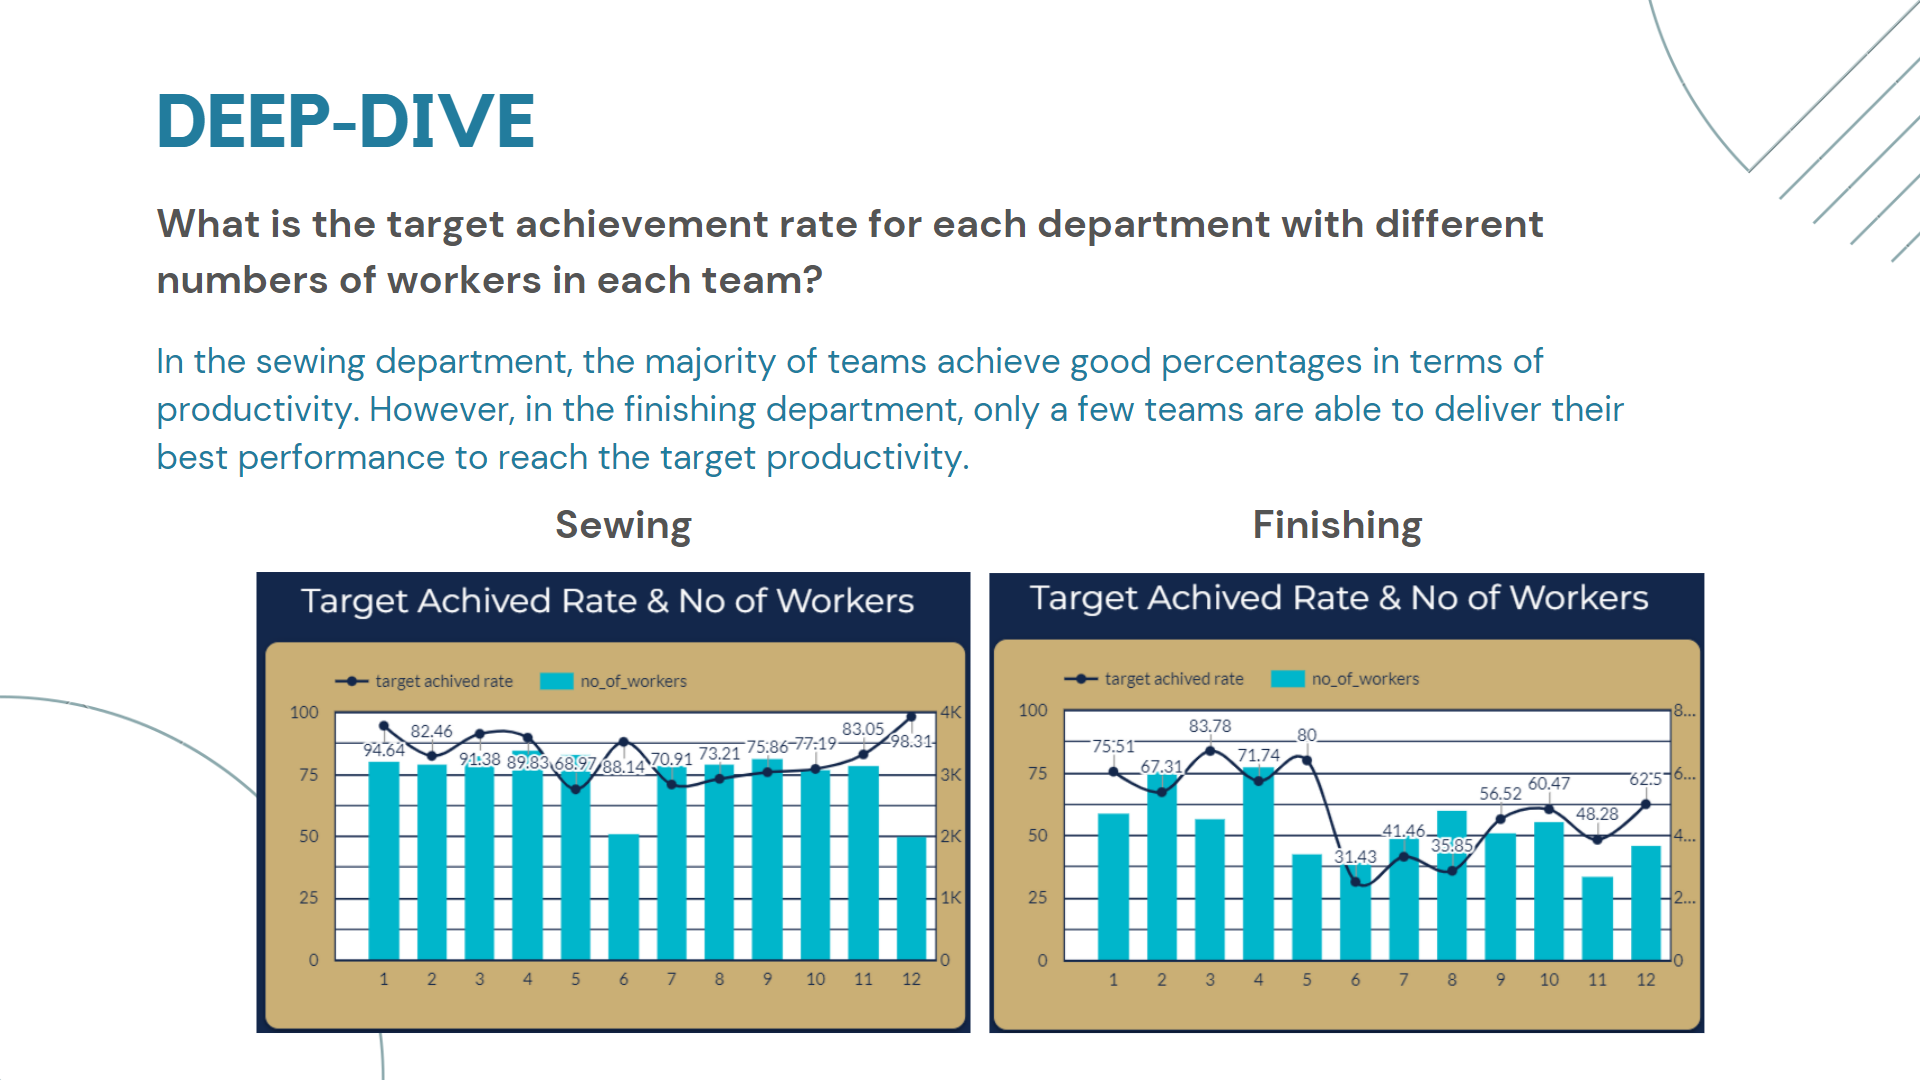 DEEP-DIVE
What is the target achievement rate for each department with different
numbers of workers in each team?
In the sewing department, the majority of teams achieve good percentages in terms of
productivity. However, in the finishing department, only a few teams are able to deliver their
best performance to reach the target productivity.
Sewing
Target Achived Rate & No of Workers
target achived rate no_of_workers
100 75 50 25 0
94.64 82.46 91.38 89.83 68.97 88.14 70.91 73.21 75.86 77.19 83.05 98.31
4K 3K 2K 1K 0
1 2 3 4 5 6 7 8 9 10 11 12
Finishing
Target Achived Rate & No of Workers
target achived rate no_of_workers
100 75 50 25 0
75.51 67.31 83.78 71.74 80 31.43 41.46 35.85 56.52 60.47 48.28 62.5
8... 6... 4... 2... 0
1 2 3 4 5 6 7 8 9 10 11 12